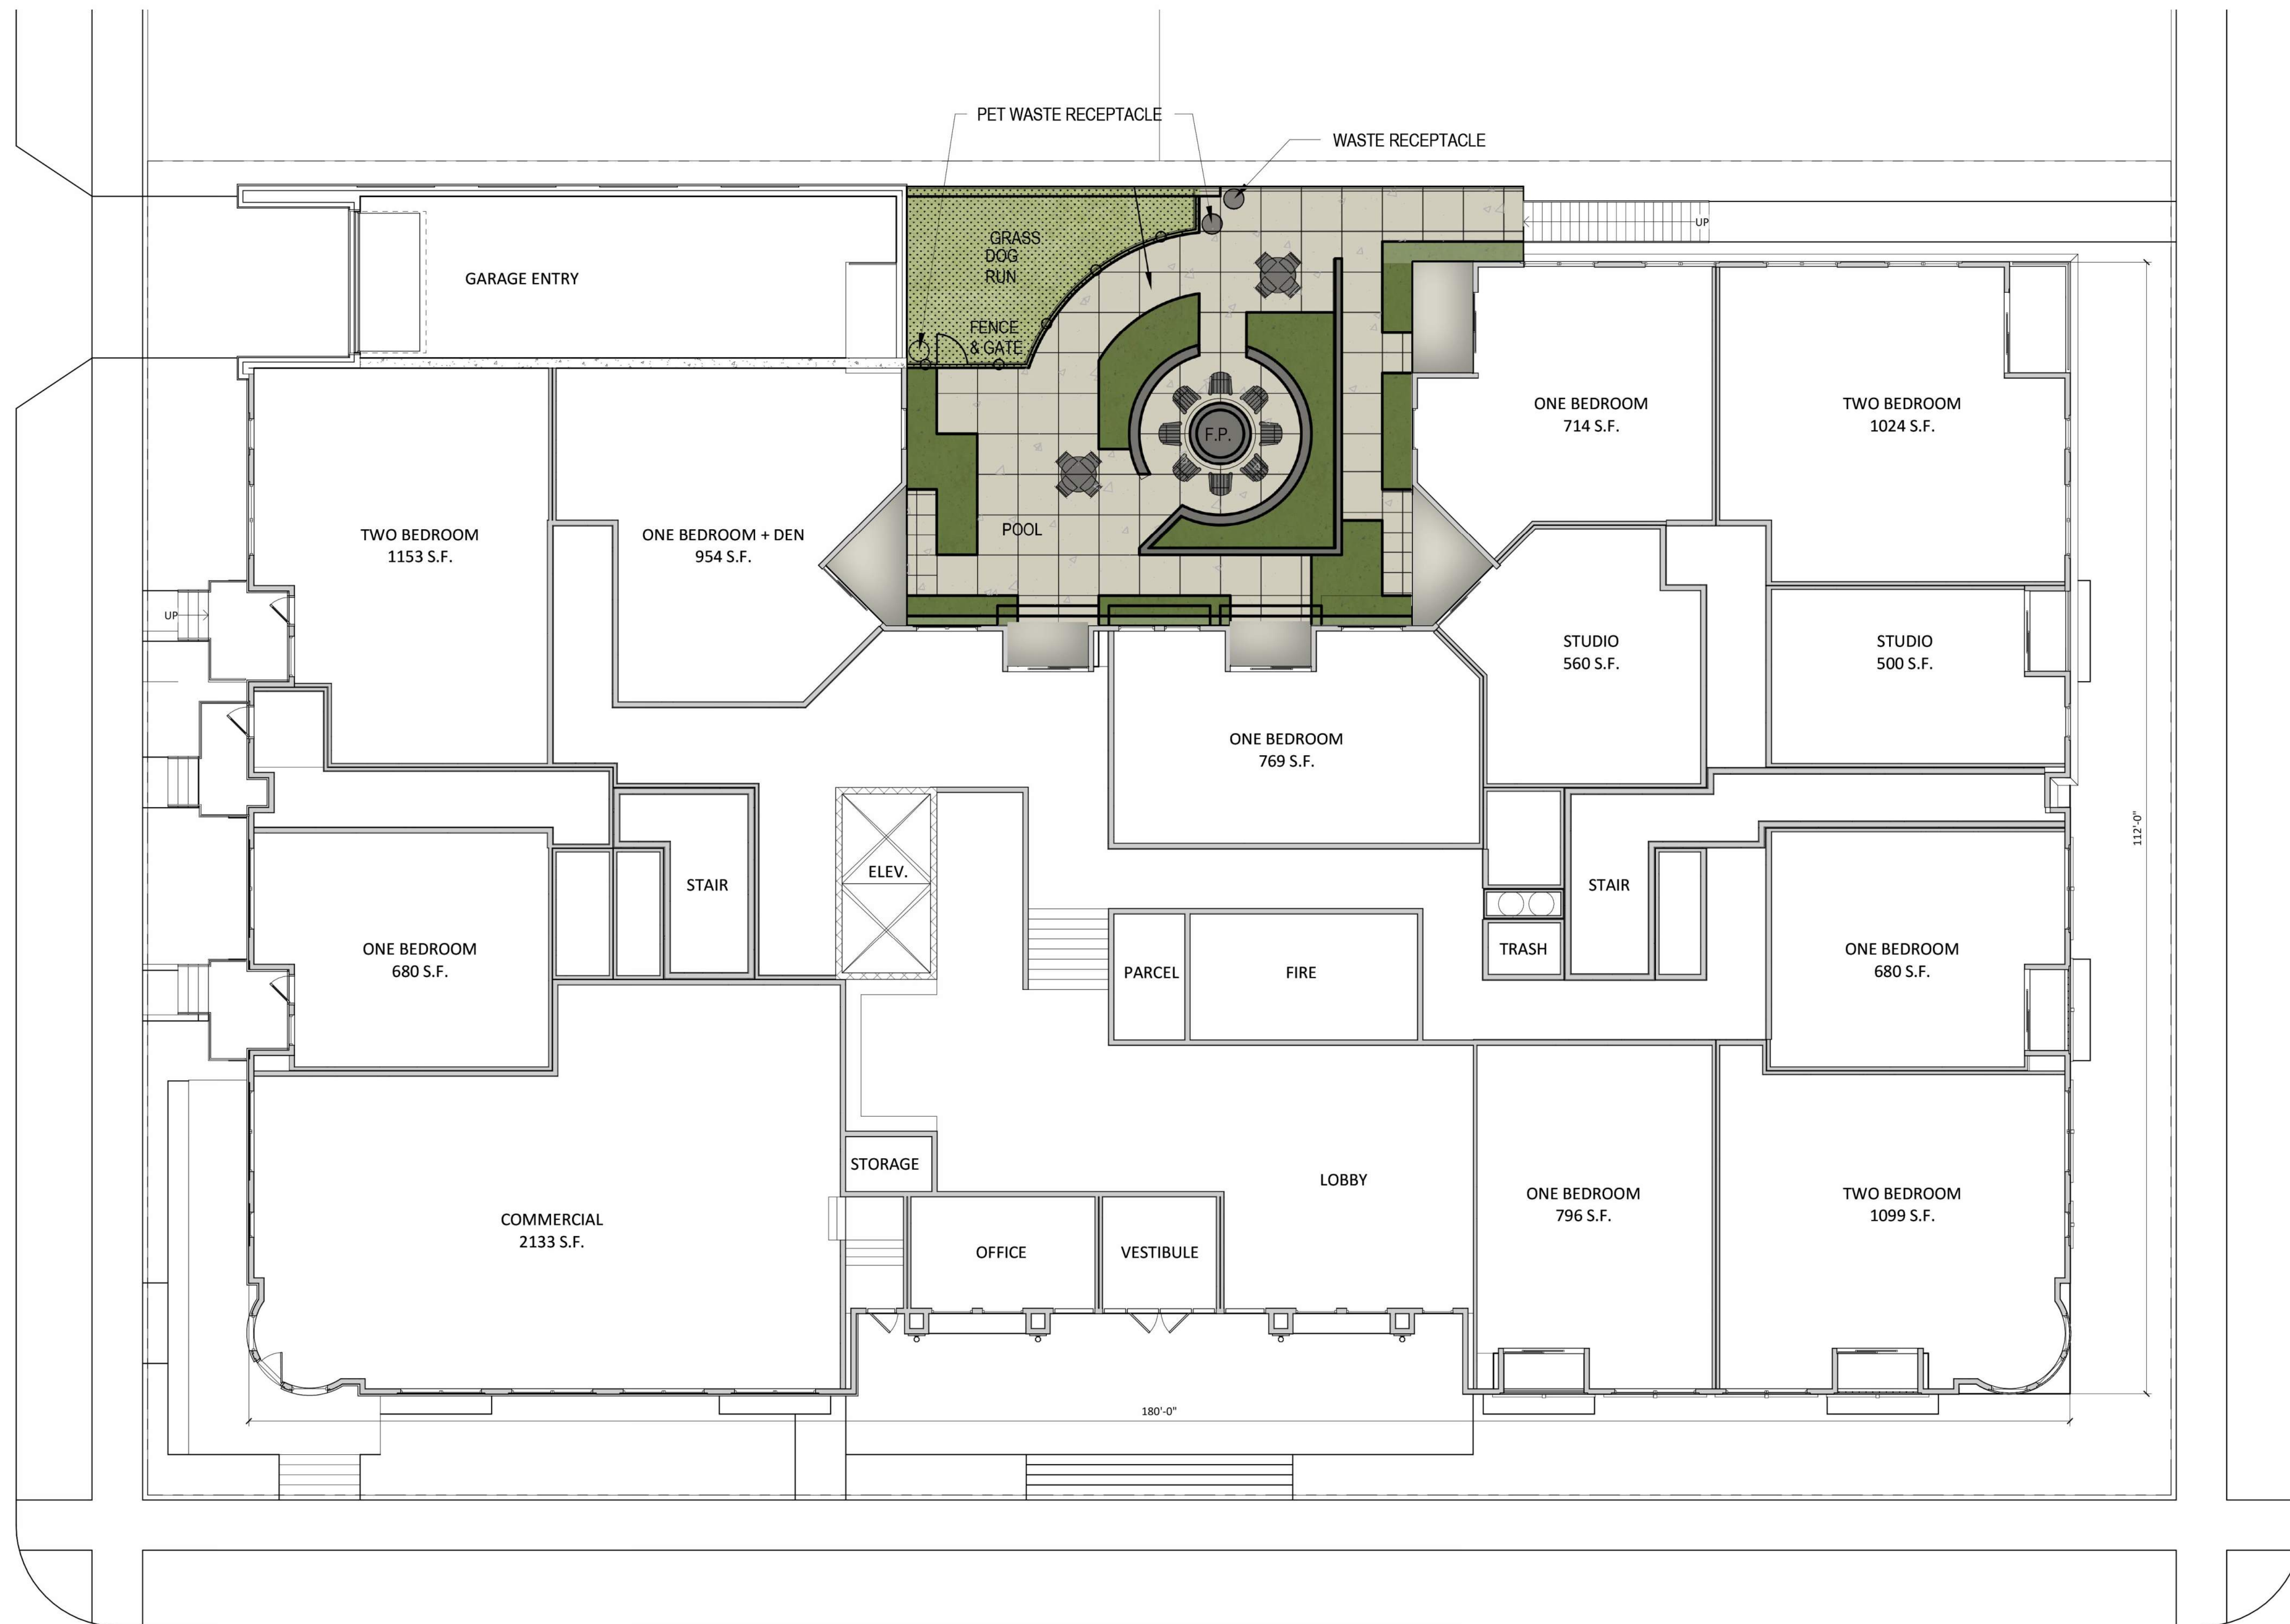 PET WASTE RECEPTACLE
WASTE RECEPTACLE
UP
GARAGE ENTRY
GRASS
DOG
RUN
FENCE
& GATE
F.P.
POOL
ONE BEDROOM
714 S.F.
TWO BEDROOM
1024 S.F.
TWO BEDROOM
1153 S.F.
ONE BEDROOM + DEN
954 S.F.
UP
STUDIO
560 S.F.
STUDIO
500 S.F.
ONE BEDROOM
769 S.F.
112'-0"
ELEV.
STAIR
STAIR
ONE BEDROOM
680 S.F.
PARCEL
FIRE
TRASH
ONE BEDROOM
680 S.F.
STORAGE
LOBBY
COMMERCIAL
2133 S.F.
OFFICE
VESTIBULE
ONE BEDROOM
796 S.F.
TWO BEDROOM
1099 S.F.
180'-0"